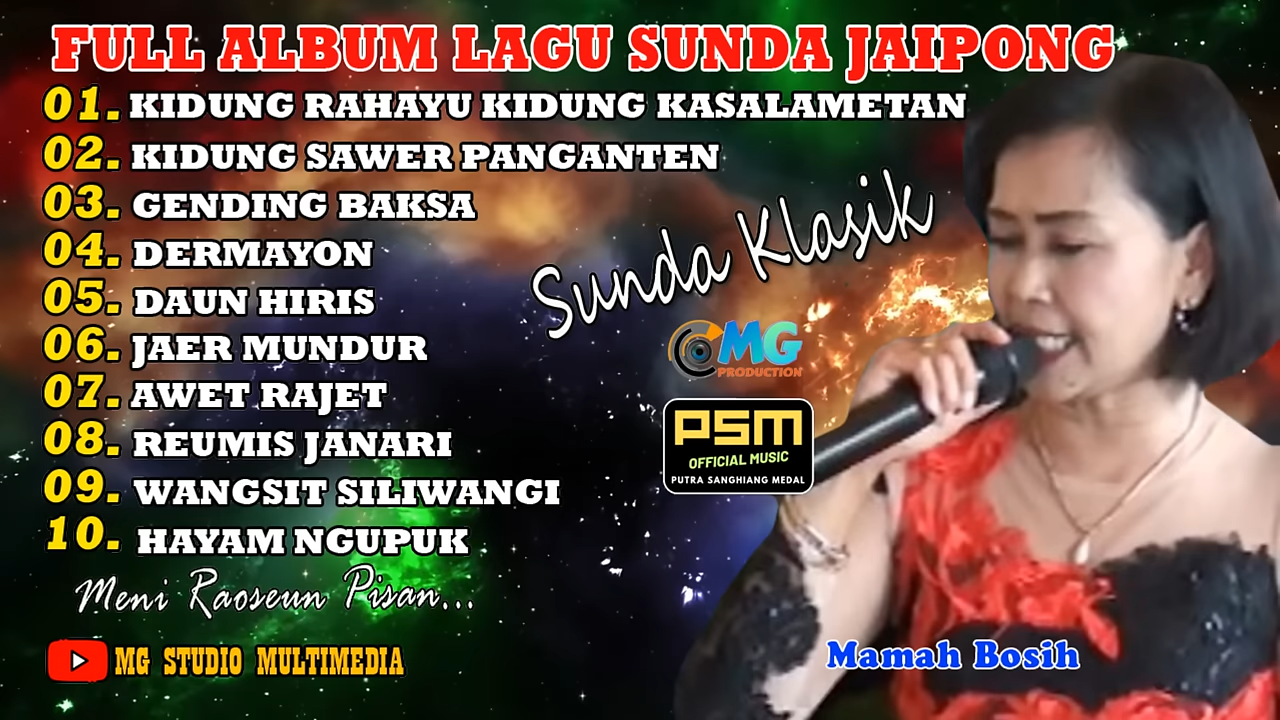 FULL ALBUM LAGU SUNDA JAIPONG
01. KIDUNG RAHAYU KIDUNG KASALAMETAN
02. KIDUNG SAWER PANGANTEN
03. GENDING BAKSA
04. DERMAYON
05. DAUN HIRIS
06. JAER MUNDUR
07. AWET RAJET
08. REUMIS JANARI
09. WANGSIT SILIWANGI
10. HAYAM NGUPUK
Meni Raoseun Pisan...
MG STUDIO MULTIMEDIA
Sunda Klasik
MG
PRODUCTION
PSM
OFFICIAL MUSIC
PUTRA SANGHIANG MEDAL
Mamah Bosih